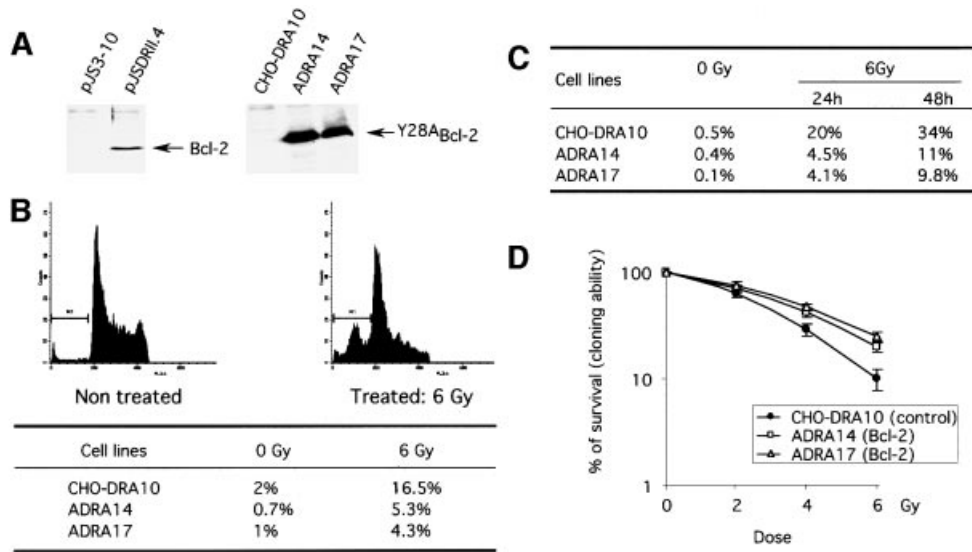 A
pJS3-10
pJSDRII.4
CHO-DRA10
ADRA14
ADRA17
Bcl-2
Y28ABcl-2
B
Non treated
Treated: 6 Gy
Cell lines 0 Gy 6 Gy
CHO-DRA10 2% 16.5%
ADRA14 0.7% 5.3%
ADRA17 1% 4.3%
C
Cell lines 0 Gy 6Gy
24h 48h
CHO-DRA10 0.5% 20% 34%
ADRA14 0.4% 4.5% 11%
ADRA17 0.1% 4.1% 9.8%
D
% of survival (cloning ability)
100
10
1
CHO-DRA10 (control)
ADRA14 (Bcl-2)
ADRA17 (Bcl-2)
0 2 4 6 Gy
Dose